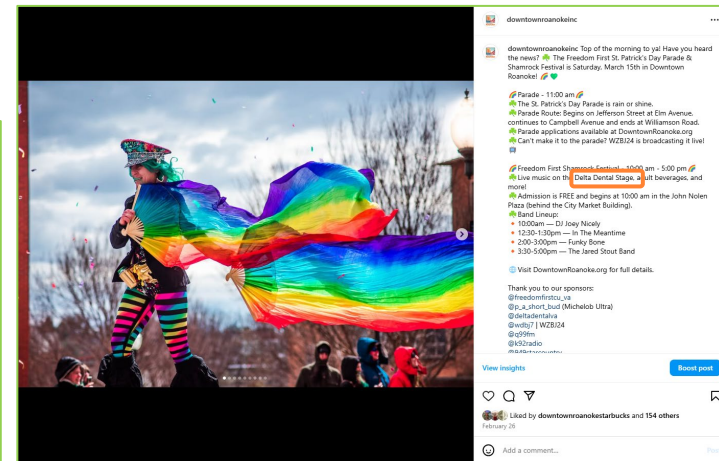 downtownroanokeinc
downtownroanokeinc Top of the morning to ya! Have you heard
the news? ☘️ The Freedom First St. Patrick's Day Parade &
Shamrock Festival is Saturday, March 15th in Downtown
Roanoke! 🌈💚
🌈Parade - 11:00 am🌈
☘️The St. Patrick's Day Parade is rain or shine.
☘️Parade Route: Begins on Jefferson Street at Elm Avenue,
continues to Campbell Avenue and ends at Williamson Road.
☘️Parade applications available at DowntownRoanoke.org
☘️Can't make it to the parade? WZBJ24 is broadcasting it live!
🌈Freedom First Shamrock Festival - 10:00 am - 5:00 pm🌈
☘️Live music on the Delta Dental Stage, adult beverages, and
more!
☘️Admission is FREE and begins at 10:00 am in the John Nolen
Plaza (behind the City Market Building).
☘️Band Lineup:
🔸10:00am — DJ Joey Nicely
🔸12:30-1:30pm — In The Meantime
🔸2:00-3:00pm — Funky Bone
🔸3:30-5:00pm — The Jared Stout Band
🌐Visit DowntownRoanoke.org for full details.
Thank you to our sponsors:
@freedomfirstcu_va
@p_a_short_bud (Michelob Ultra)
@deltadentalva
@wdbj7 | WZBJ24
@q99fm
@k92radio
@949starcountry
View insights
Boost post
Liked by downtownroanokestarbucks and 154 others
February 26
Add a comment...
Post